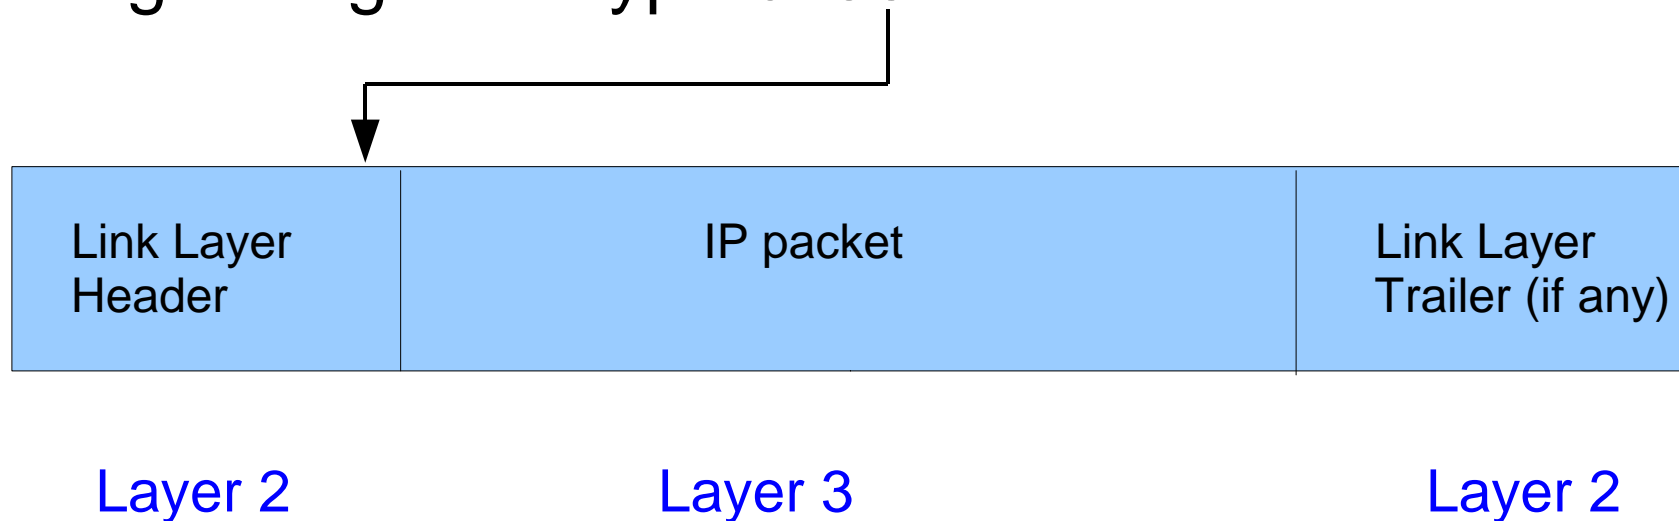 Link Layer
Header
IP packet
Link Layer
Trailer (if any)
Layer 2
Layer 3
Layer 2